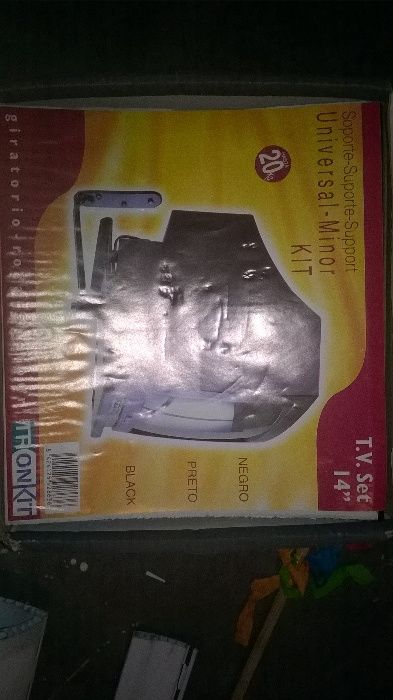 Soporte-Suporte-Support
Universal-Minor
KIT
20
T.V. Set
14"
NEGRO
PRETO
BLACK
giratorio
TRONKIT